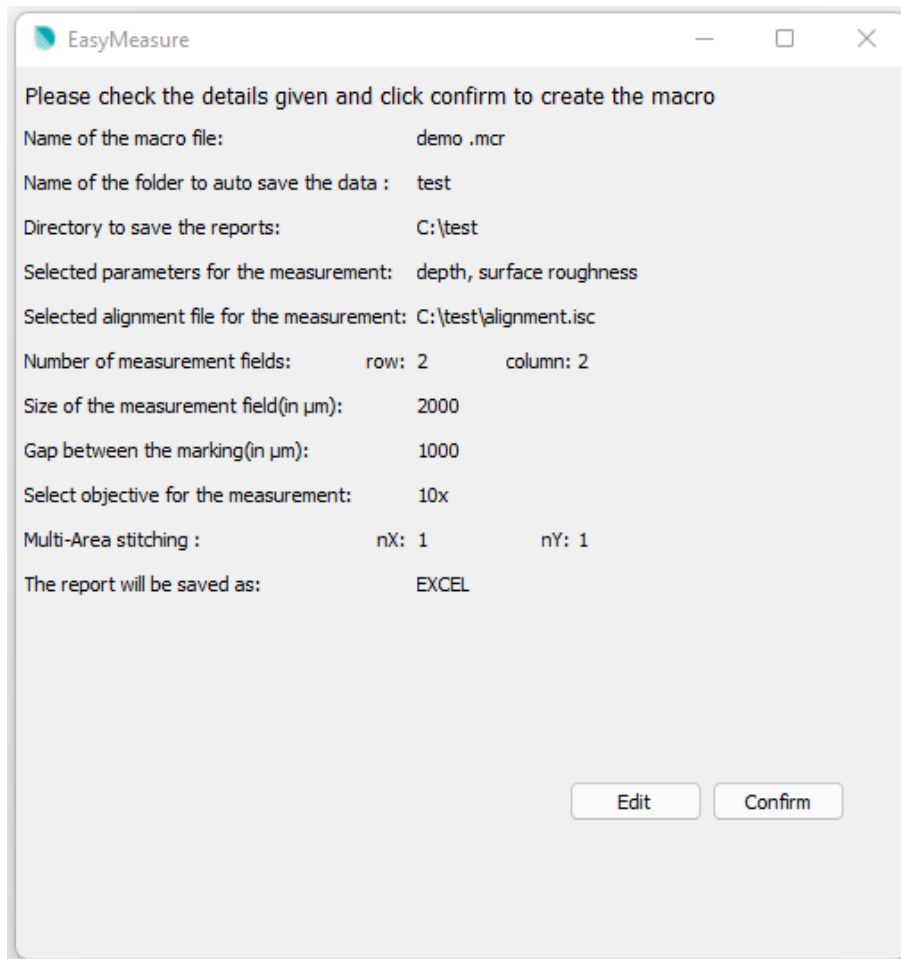 EasyMeasure
Please check the details given and click confirm to create the macro
Name of the macro file: demo .mcr
Name of the folder to auto save the data : test
Directory to save the reports: C:\test
Selected parameters for the measurement: depth, surface roughness
Selected alignment file for the measurement: C:\test\alignment.isc
Number of measurement fields: row: 2 column: 2
Size of the measurement field(in µm): 2000
Gap between the marking(in µm): 1000
Select objective for the measurement: 10x
Multi-Area stitching : nX: 1 nY: 1
The report will be saved as: EXCEL
Edit Confirm